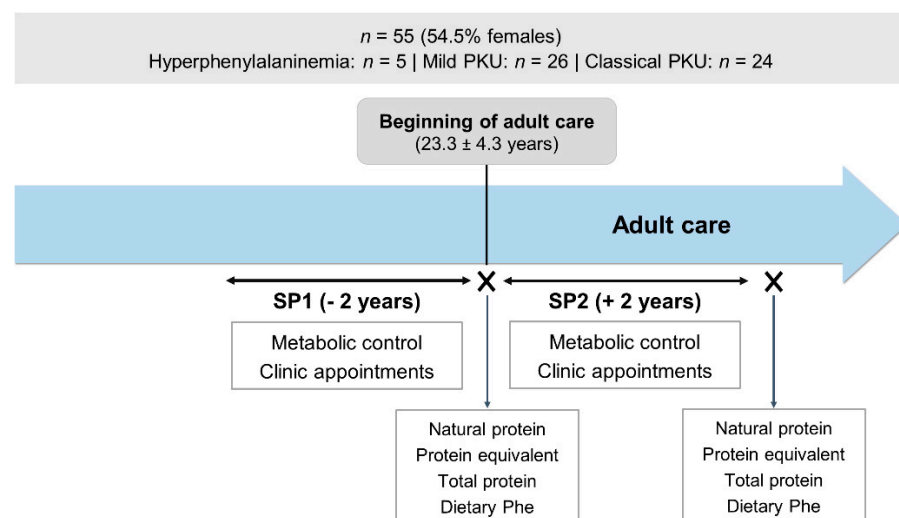 n = 55 (54.5% females)
Hyperphenylalaninemia: n = 5 | Mild PKU: n = 26 | Classical PKU: n = 24
Beginning of adult care
(23.3 ± 4.3 years)
Adult care
SP1 (- 2 years)
SP2 (+ 2 years)
Metabolic control
Clinic appointments
Metabolic control
Clinic appointments
Natural protein
Protein equivalent
Total protein
Dietary Phe
Natural protein
Protein equivalent
Total protein
Dietary Phe